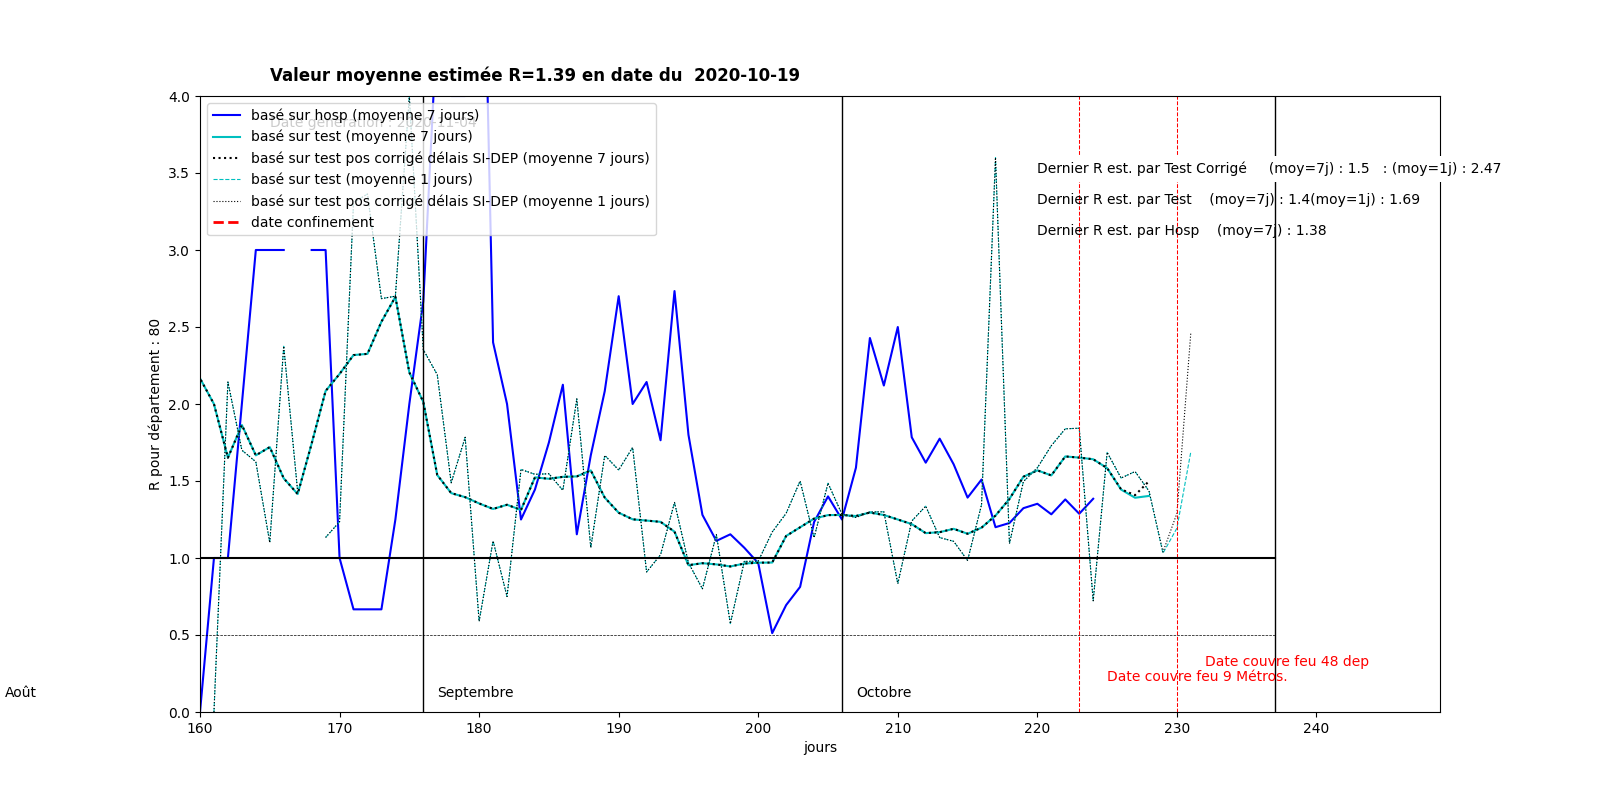 Valeur moyenne estimée R=1.39 en date du  2020-10-19
Date génération : 2020-11-04
basé sur hosp (moyenne 7 jours)
basé sur test (moyenne 7 jours)
basé sur test pos corrigé délais SI-DEP (moyenne 7 jours)
basé sur test (moyenne 1 jours)
basé sur test pos corrigé délais SI-DEP (moyenne 1 jours)
date confinement
Dernier R est. par Test Corrigé (moy=7j) : 1.5 : (moy=1j) : 2.47
Dernier R est. par Test (moy=7j) : 1.4(moy=1j) : 1.69
Dernier R est. par Hosp (moy=7j) : 1.38
4.0
3.5
3.0
2.5
2.0
1.5
1.0
0.5
0.0
R pour département : 80
Date couvre feu 48 dep
Date couvre feu 9 Métros.
Août
Septembre
Octobre
160 170 180 190 200 210 220 230 240
jours